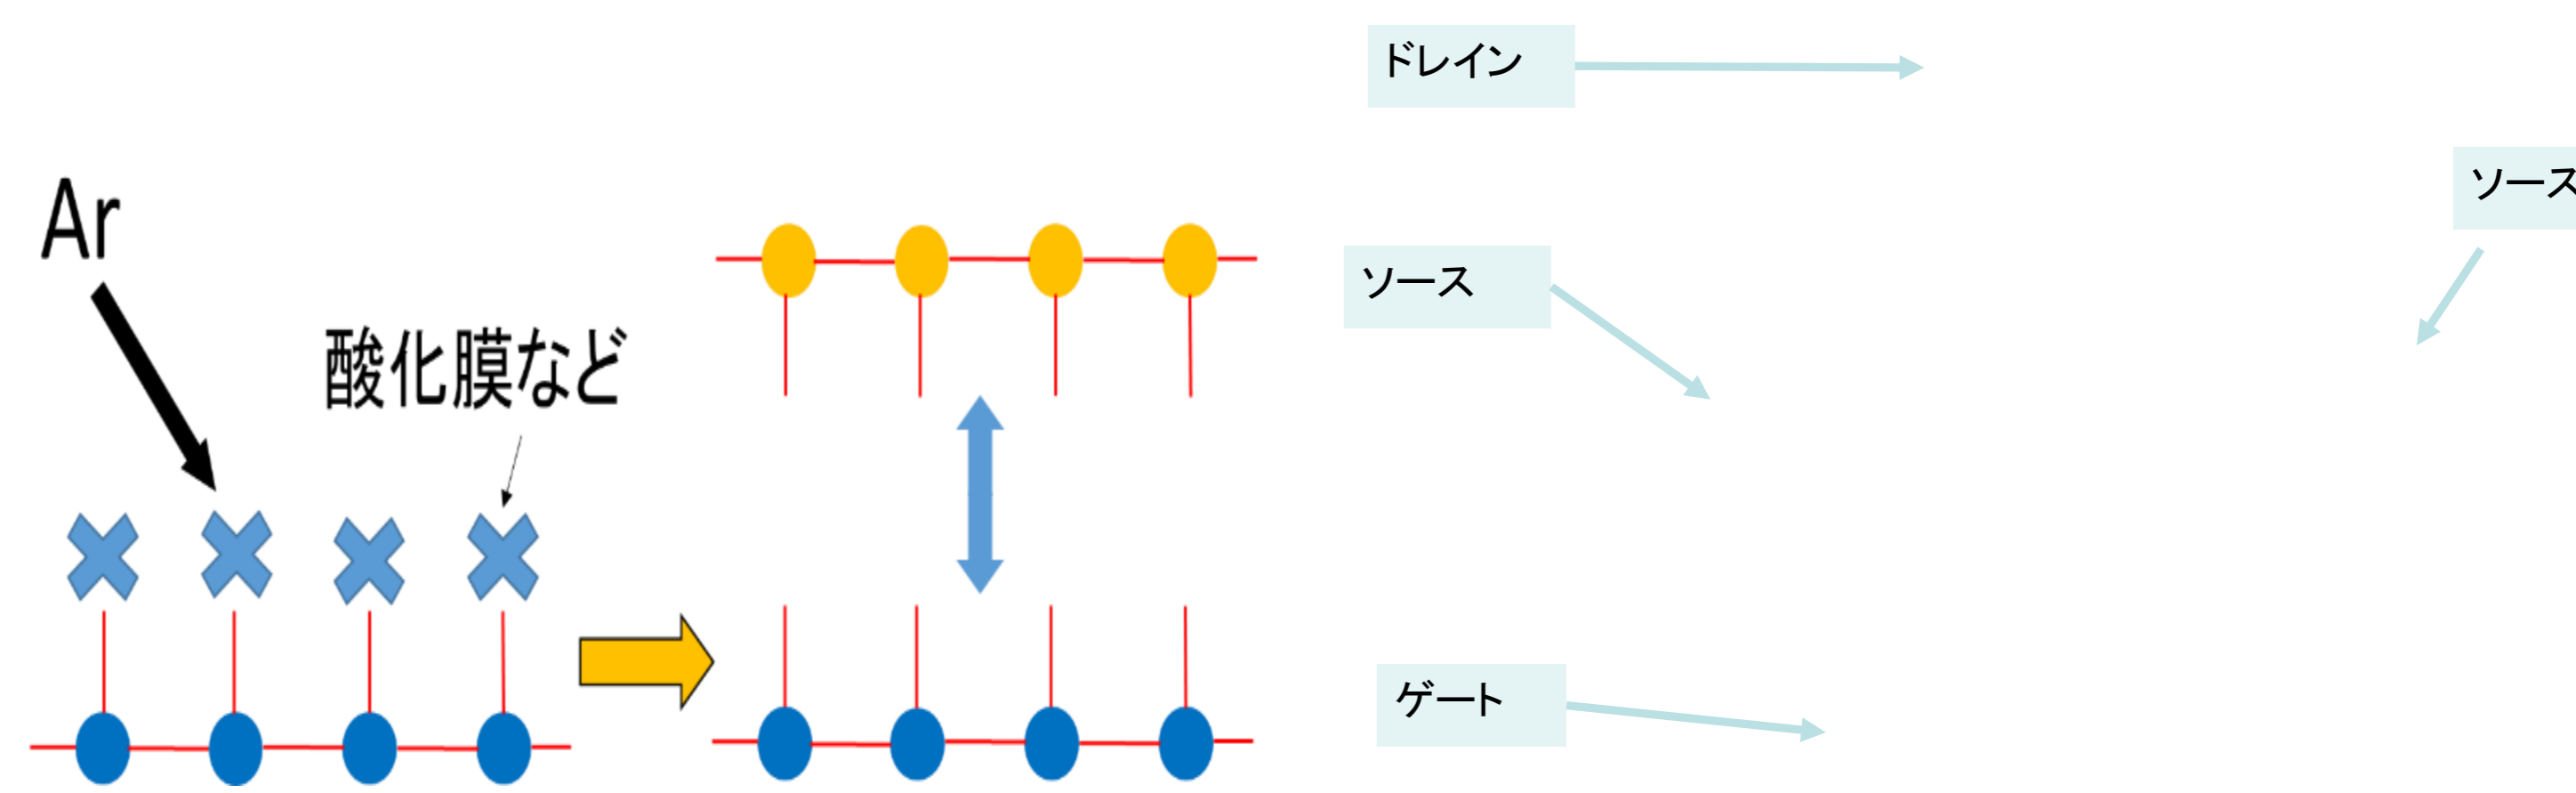 Ar
酸化膜など
ドレイン
ソース
ソース
ゲート